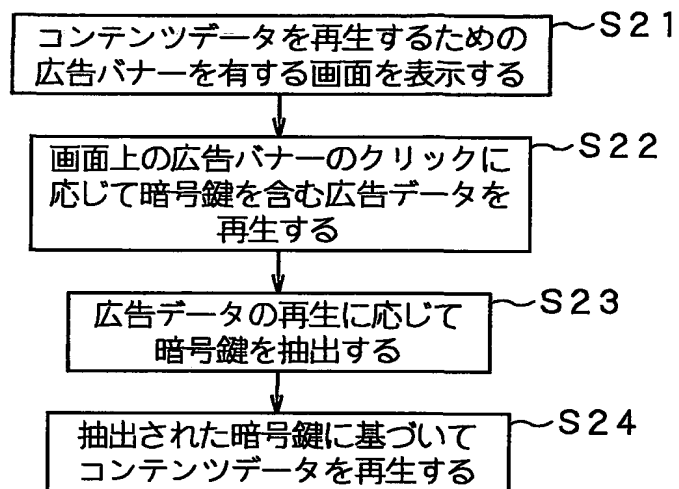 コンテンツデータを再生するための
広告バナーを有する画面を表示する
S21
画面上の広告バナーのクリックに
応じて暗号鍵を含む広告データを
再生する
S22
広告データの再生に応じて
暗号鍵を抽出する
S23
抽出された暗号鍵に基づいて
コンテンツデータを再生する
S24